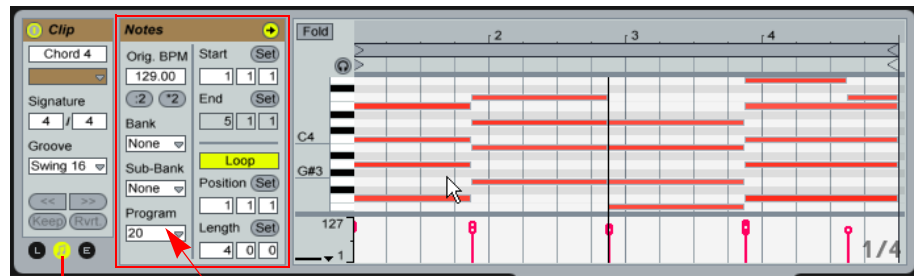 Clip
Chord 4
Signature
4 / 4
Groove
Swing 16
<< >>
Keep Rvrt.
L E
Notes
Orig. BPM
129.00
:2 *2
Bank
None
Sub-Bank
None
Program
20
Start Set
1 1 1
End Set
5 1 1
Loop
Position Set
1 1 1
Length Set
4 0 0
Fold
2 3 4
C4
G#3
127
1
1/4